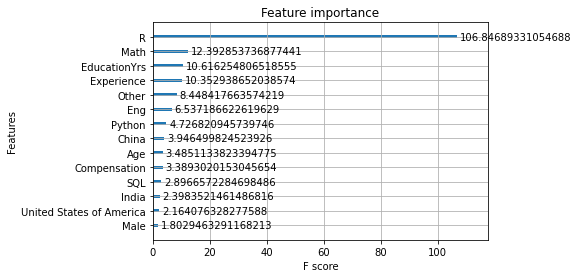 Feature importance
R 106.84689331054688
Math 12.392853736877441
EducationYrs 10.616254806518555
Experience 10.352938652038574
Other 8.448417663574219
Eng 6.537186622619629
Python 4.726820945739746
China 3.946499824523926
Age 3.4851133823394775
Compensation 3.3893020153045654
SQL 2.8966572284698486
India 2.3983521461486816
United States of America 2.164076328277588
Male 1.8029463291168213
Features
0 20 40 60 80 100
F score